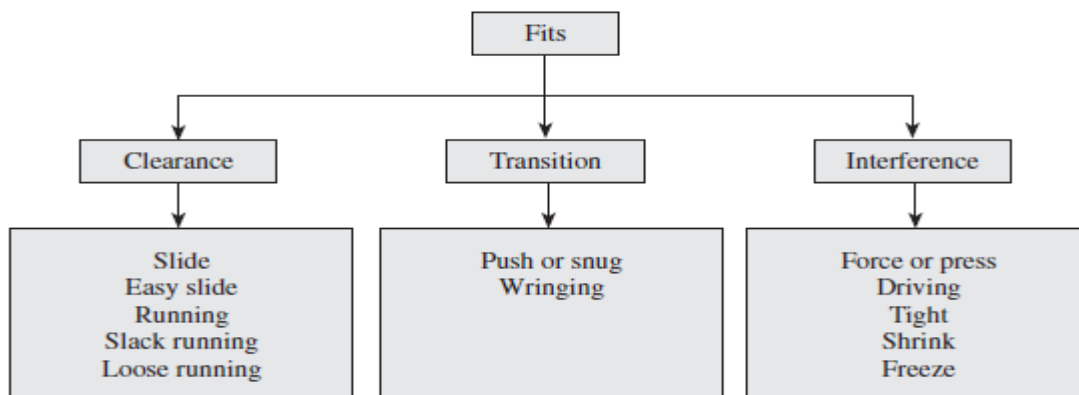 Fits
Clearance
Transition
Interference
Slide
Easy slide
Running
Slack running
Loose running
Push or snug
Wringing
Force or press
Driving
Tight
Shrink
Freeze